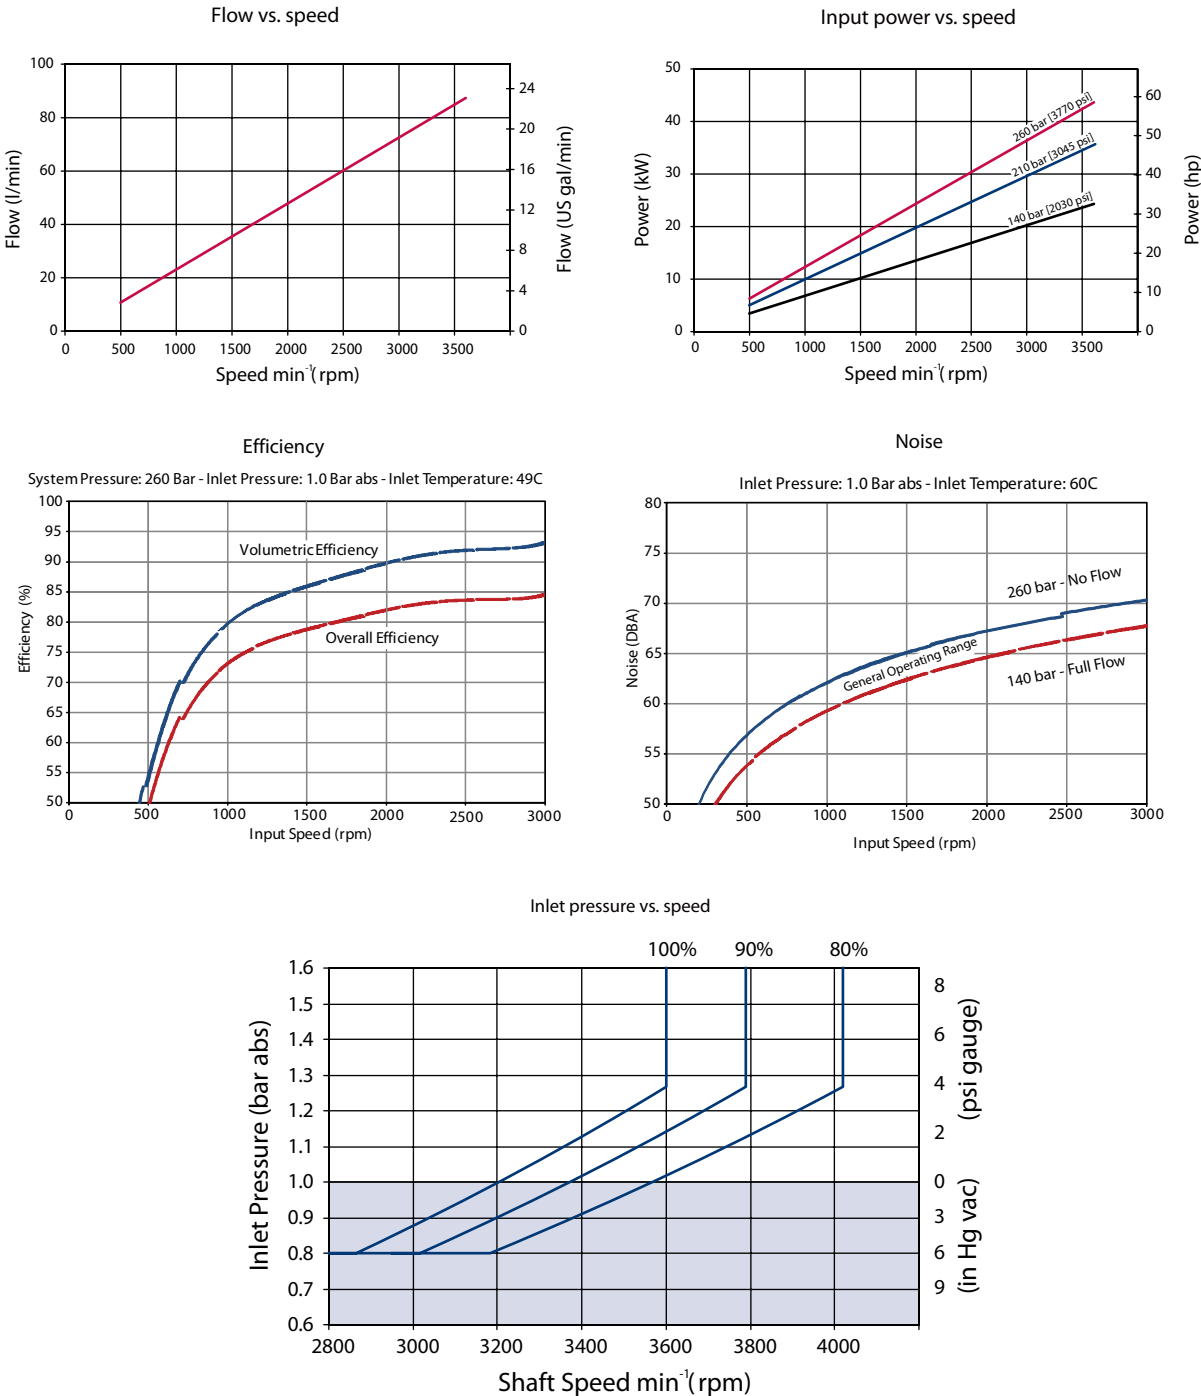 Flow vs. speed
Input power vs. speed
100
80
60
40
20
0
Flow (l/min)
24
20
16
12
8
4
0
Flow (US gal/min)
0 500 1000 1500 2000 2500 3000 3500
Speed min⁻¹(rpm)
50
40
30
20
10
0
Power (kW)
260 bar [3770 psi]
210 bar [3045 psi]
140 bar [2030 psi]
60
50
40
30
20
10
0
Power (hp)
0 500 1000 1500 2000 2500 3000 3500
Speed min⁻¹(rpm)
Efficiency
System Pressure: 260 Bar - Inlet Pressure: 1.0 Bar abs - Inlet Temperature: 49C
100
95
90
85
80
75
70
65
60
55
50
Efficiency (%)
Volumetric Efficiency
Overall Efficiency
0 500 1000 1500 2000 2500 3000
Input Speed (rpm)
Noise
Inlet Pressure: 1.0 Bar abs - Inlet Temperature: 60C
80
75
70
65
60
55
50
Noise (DBA)
260 bar - No Flow
General Operating Range
140 bar - Full Flow
0 500 1000 1500 2000 2500 3000
Input Speed (rpm)
Inlet pressure vs. speed
100% 90% 80%
1.6
1.5
1.4
1.3
1.2
1.1
1.0
0.9
0.8
0.7
0.6
Inlet Pressure (bar abs)
8
6
4
2
0
3
6
9
(psi gauge)
(in Hg vac)
2800 3000 3200 3400 3600 3800 4000
Shaft Speed min⁻¹(rpm)